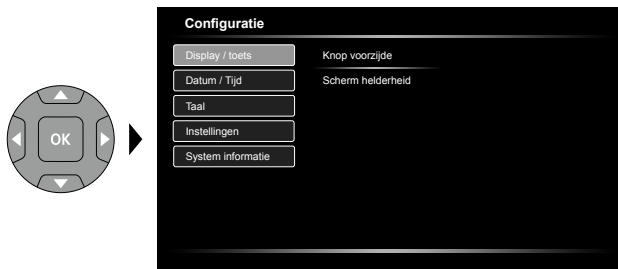 Configuratie
Display / toets
Knop voorzijde
Datum / Tijd
Scherm helderheid
Taal
OK
Instellingen
System informatie